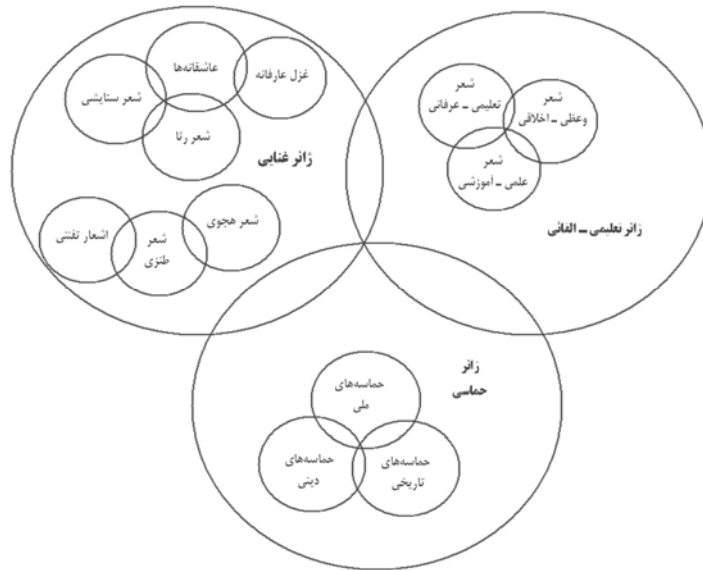 عاشقانه‌ها
غزل عارفانه
شعر ستایشی
شعر رثا
ژانر غنایی
شعر هجوی
شعر
طنزی
اشعار تفننی
شعر
تعلیمی ـ عرفانی
شعر
وعظی ـ اخلاقی
شعر
علمی ـ آموزشی
ژانر تعلیمی ـ القائی
ژانر
حماسی
حماسه‌های
ملی
حماسه‌های
دینی
حماسه‌های
تاریخی